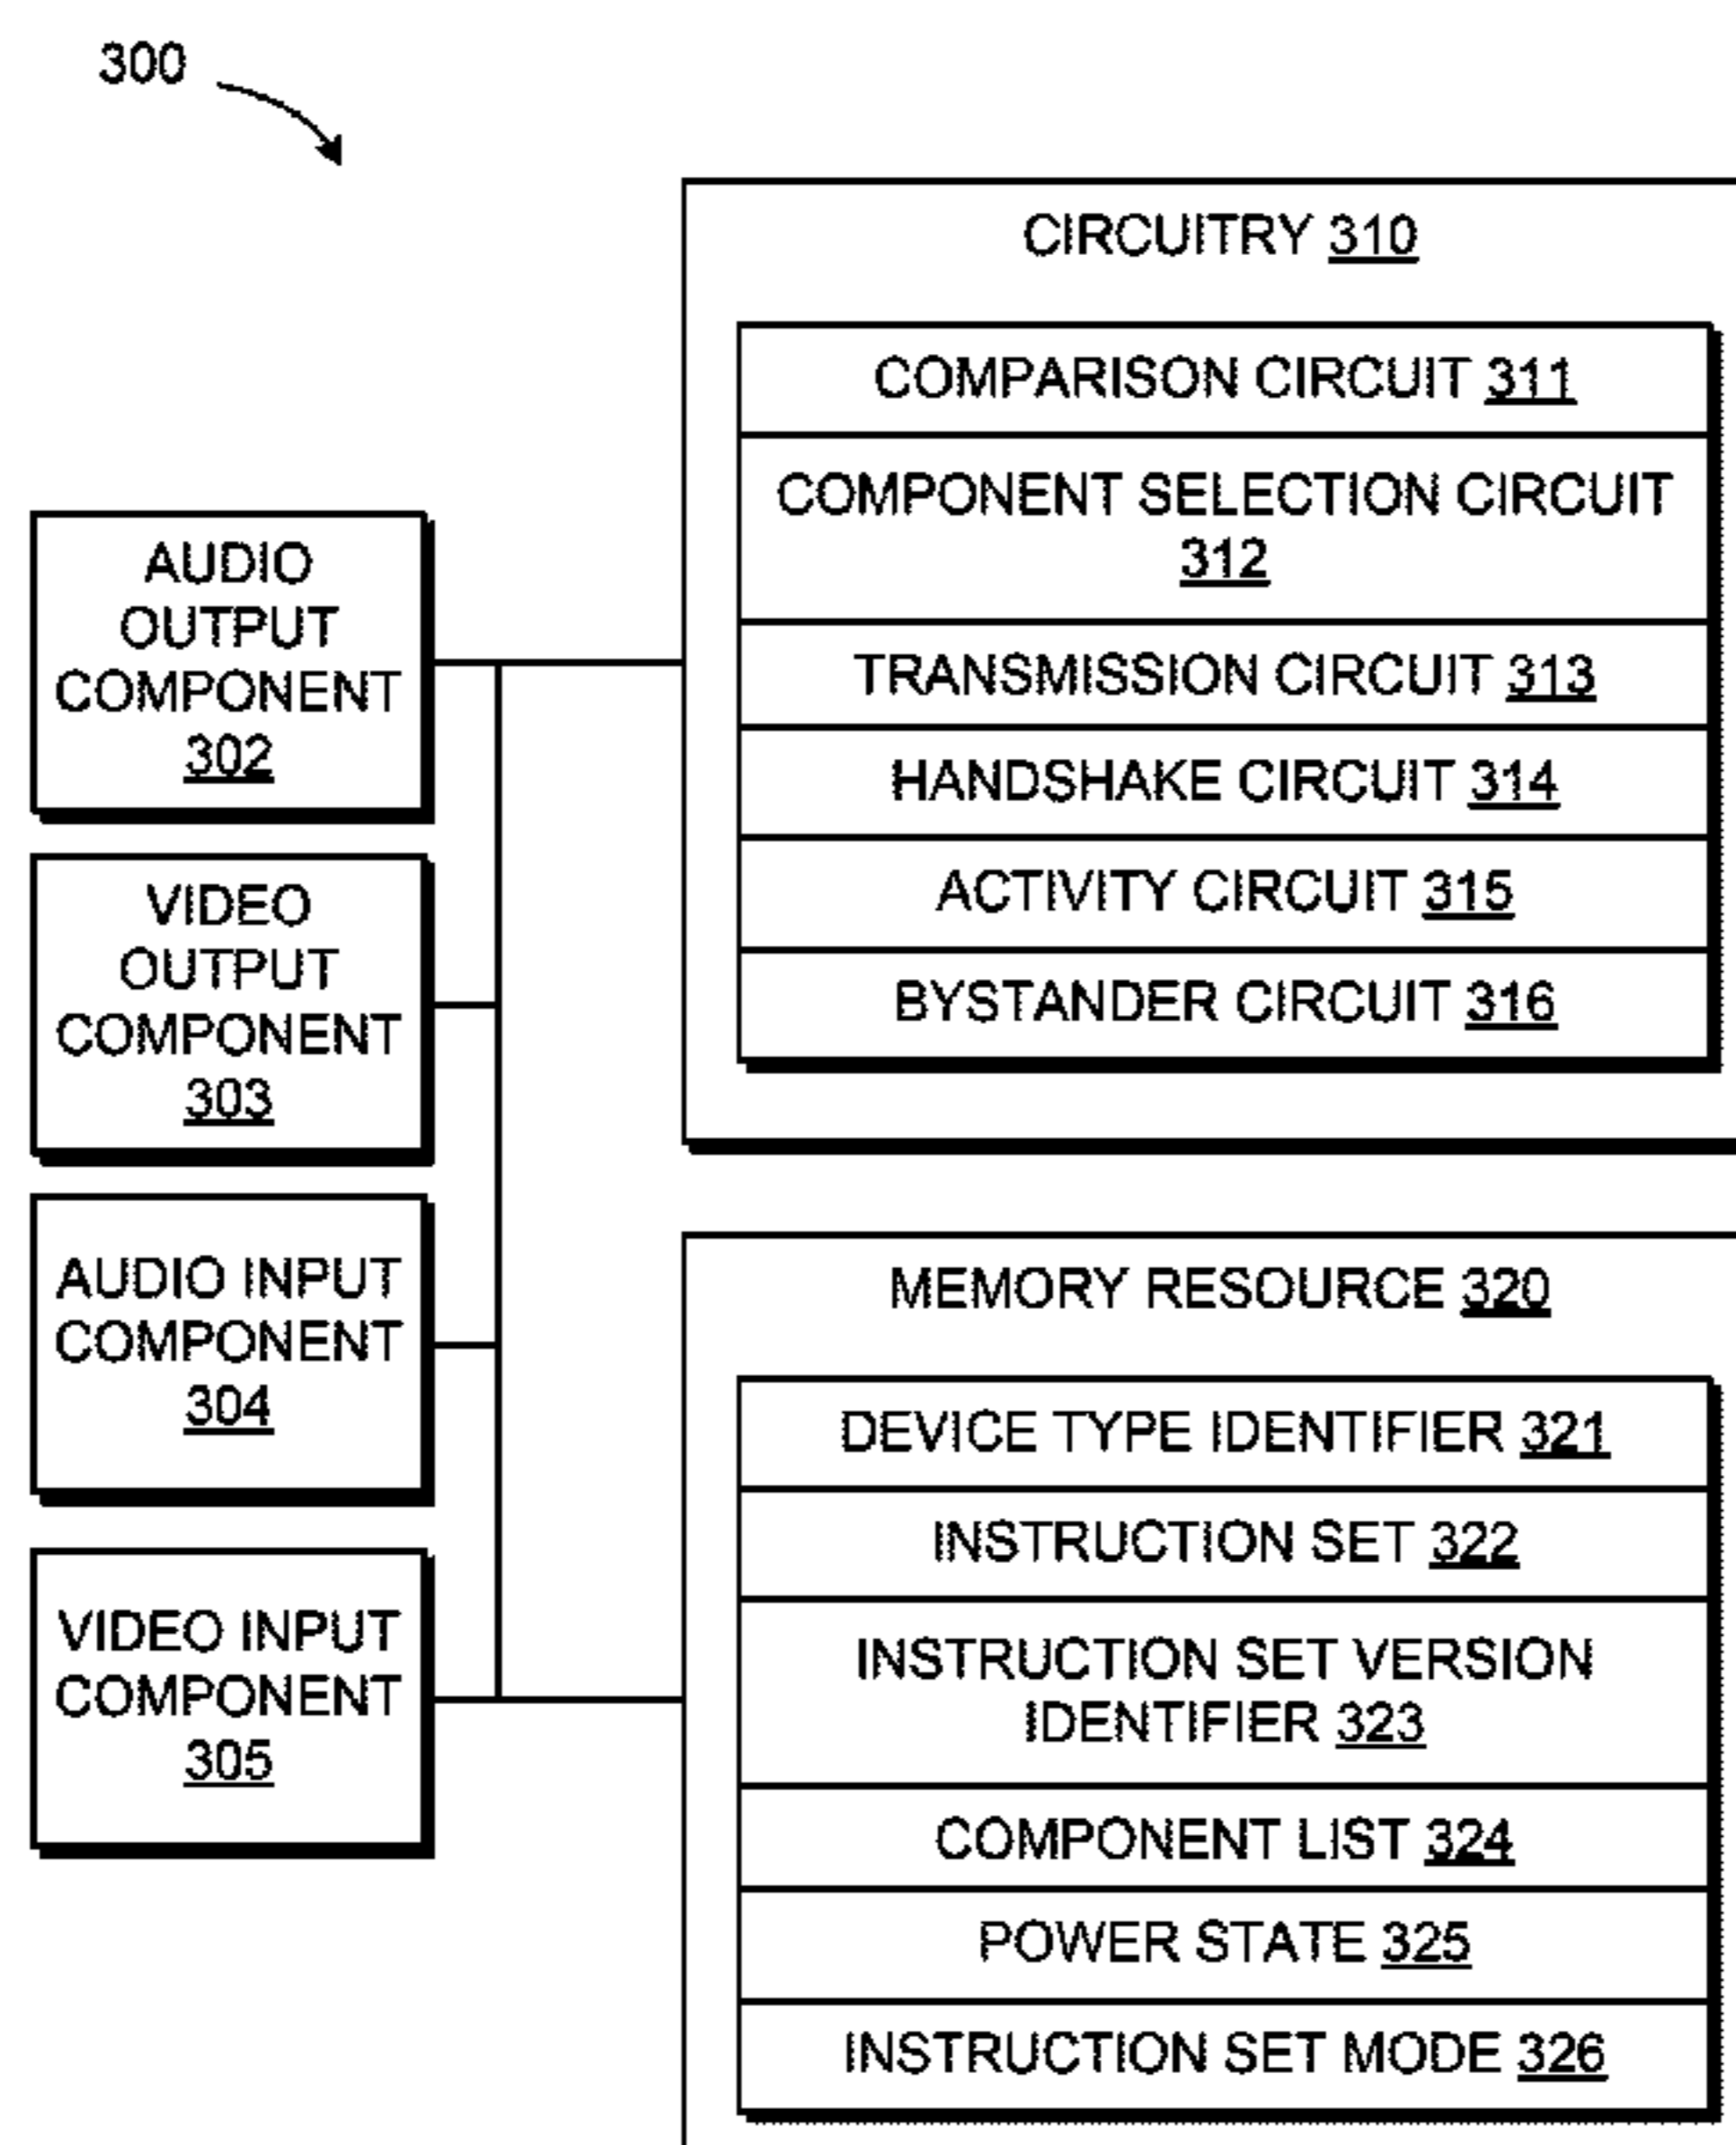 300
CIRCUITRY 310
COMPARISON CIRCUIT 311
COMPONENT SELECTION CIRCUIT
312
TRANSMISSION CIRCUIT 313
HANDSHAKE CIRCUIT 314
ACTIVITY CIRCUIT 315
BYSTANDER CIRCUIT 316
AUDIO
OUTPUT
COMPONENT
302
VIDEO
OUTPUT
COMPONENT
303
AUDIO INPUT
COMPONENT
304
VIDEO INPUT
COMPONENT
305
MEMORY RESOURCE 320
DEVICE TYPE IDENTIFIER 321
INSTRUCTION SET 322
INSTRUCTION SET VERSION
IDENTIFIER 323
COMPONENT LIST 324
POWER STATE 325
INSTRUCTION SET MODE 326